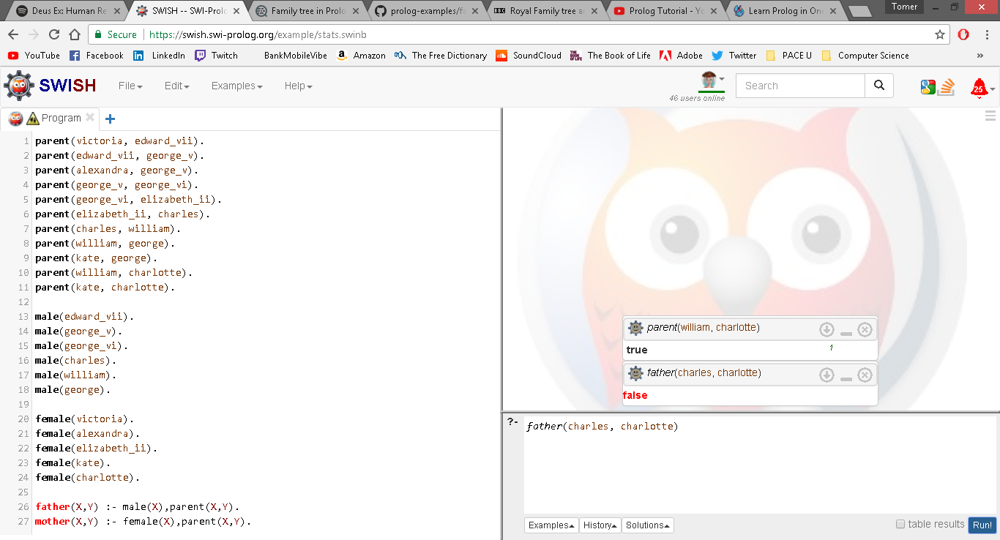 Deus Ex: Human Re
SWISH -- SWI-Prolo
Family tree in Prolo
prolog-examples/fa
BBC Royal Family tree a
Prolog Tutorial - Yo
Learn Prolog in One
Tomer
Secure https://swish.swi-prolog.org/example/stats.swinb
YouTube Facebook LinkedIn Twitch BankMobileVibe Amazon The Free Dictionary SoundCloud The Book of Life Adobe Twitter PACE U Computer Science »
SWISH File Edit Examples Help 46 users online Search 25
Program
1 parent(victoria, edward_vii).
2 parent(edward_vii, george_v).
3 parent(alexandra, george_v).
4 parent(george_v, george_vi).
5 parent(george_vi, elizabeth_ii).
6 parent(elizabeth_ii, charles).
7 parent(charles, william).
8 parent(william, george).
9 parent(kate, george).
10 parent(william, charlotte).
11 parent(kate, charlotte).
12
13 male(edward_vii).
14 male(george_v).
15 male(george_vi).
16 male(charles).
17 male(william).
18 male(george).
19
20 female(victoria).
21 female(alexandra).
22 female(elizabeth_ii).
23 female(kate).
24 female(charlotte).
25
26 father(X,Y) :- male(X),parent(X,Y).
27 mother(X,Y) :- female(X),parent(X,Y).
parent(william, charlotte)
true 1
father(charles, charlotte)
false
?- father(charles, charlotte)
Examples History Solutions table results Run!